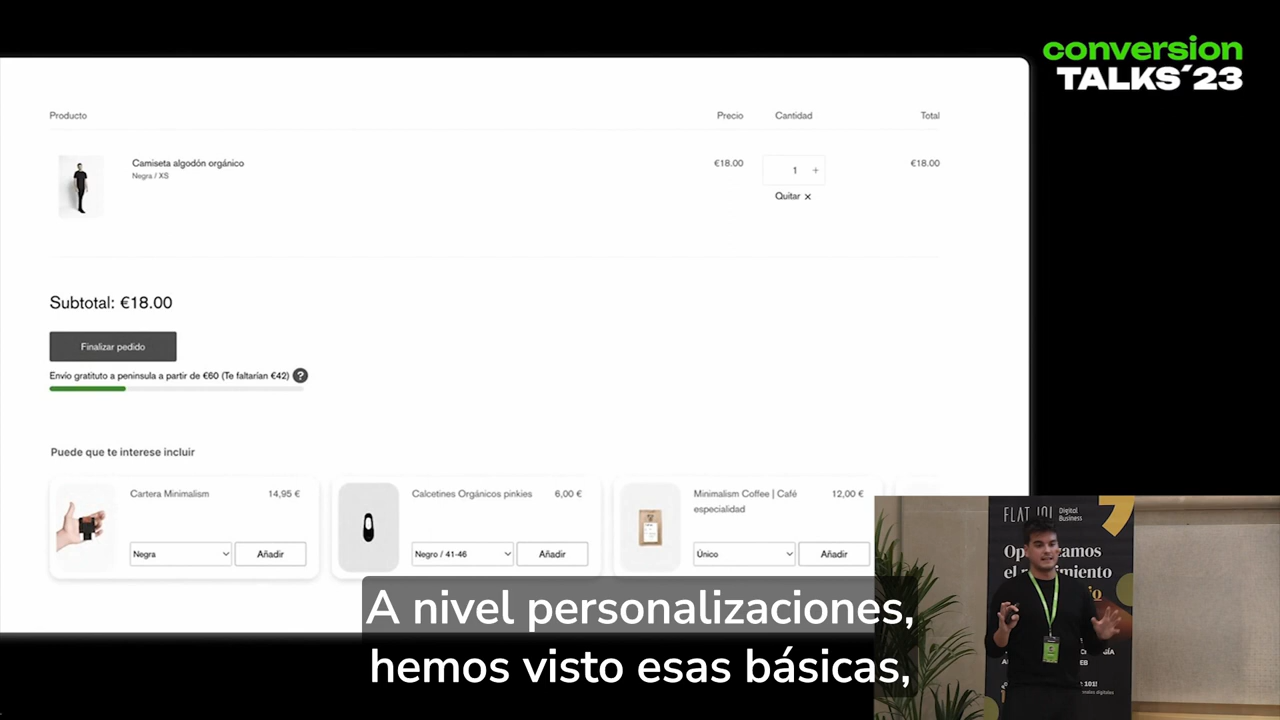 conversion
TALKS´23
Producto Precio Cantidad Total
Camiseta algodón orgánico €18.00 1 + €18.00
Negra / XS
Quitar ×
Subtotal: €18.00
Finalizar pedido
Envío gratituto a peninsula a partir de €60 (Te faltarían €42) ?
Puede que te interese incluir
Cartera Minimalism 14,95 €
Negra Añadir
Calcetines Orgánicos pinkies 6,00 €
Negro / 41-46 Añadir
Minimalism Coffee | Café 12,00 €
especialidad
Único Añadir
FLAT 101 Digital
Business
A nivel personalizaciones,
hemos visto esas básicas,